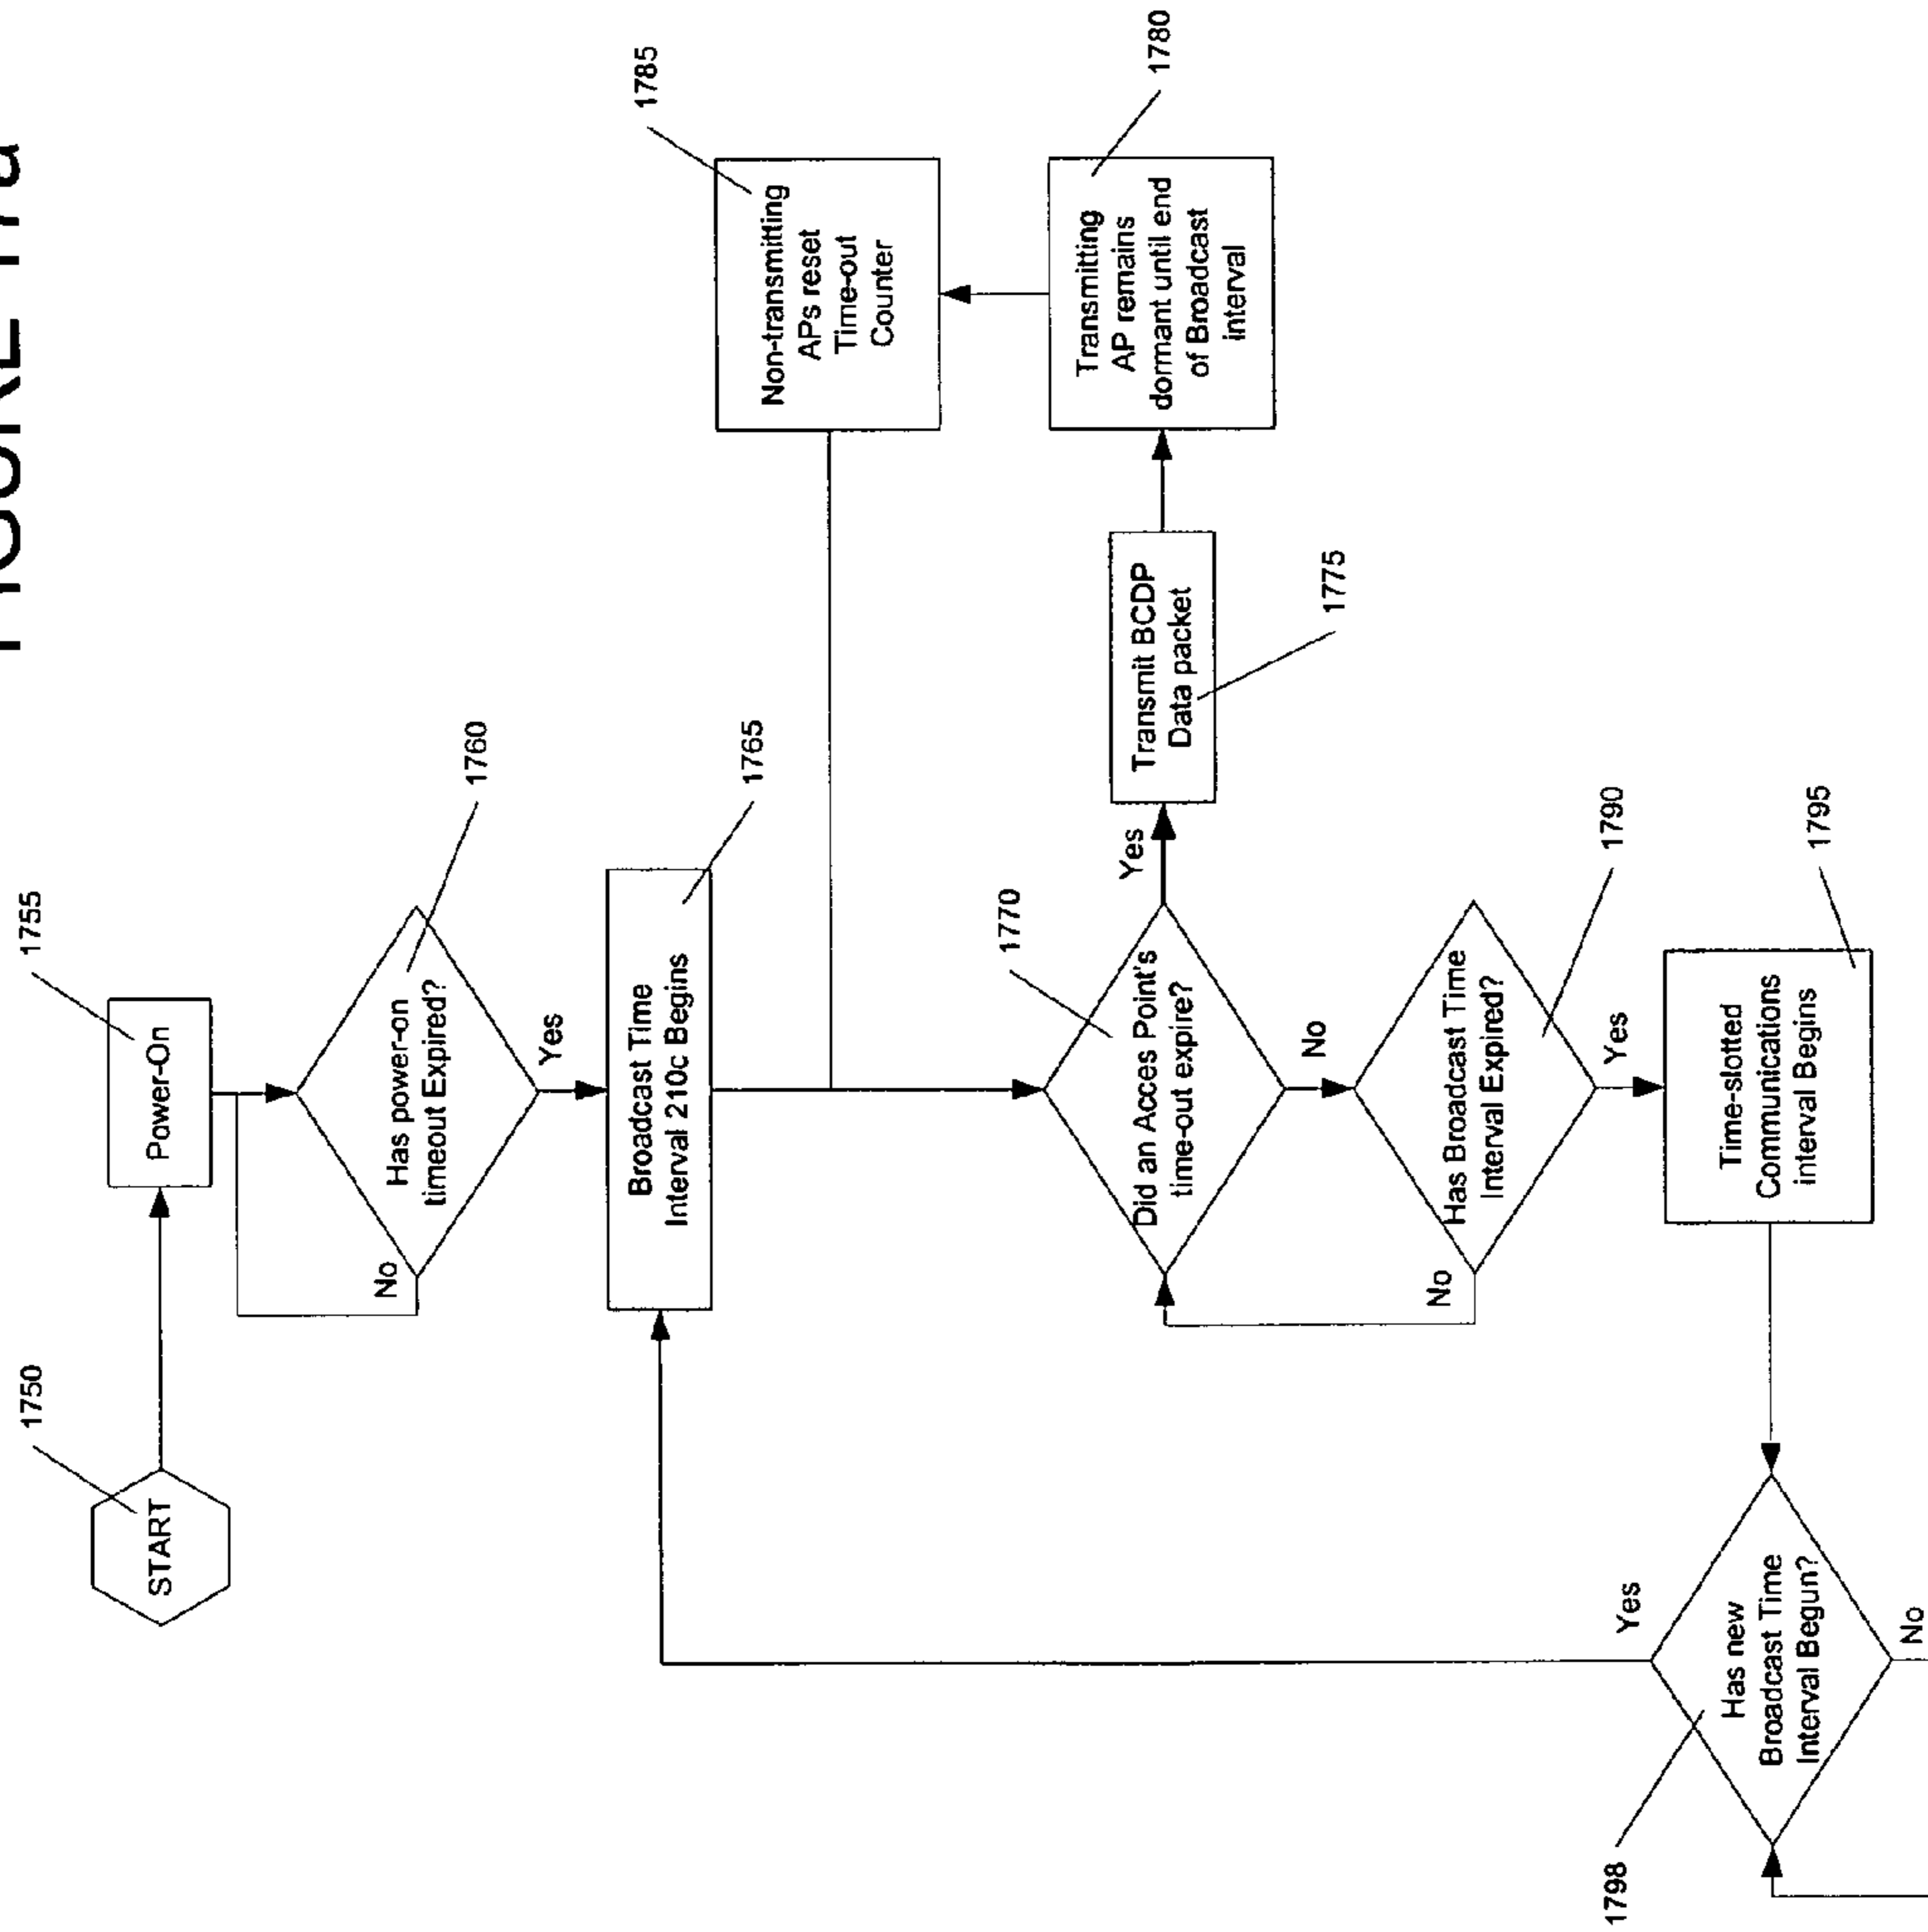 1750
START
1755
Power-On
1760
Has power-on
timeout Expired?
No
Yes
1765
Broadcast Time
Interval 210c Begins
1770
Did an Acces Point's
time-out expire?
Yes
No
1775
Transmit BCDP
Data packet
1780
Transmitting
AP remains
dormant until end
of Broadcast
interval
1785
Non-transmitting
APs reset
Time-out
Counter
1790
Has Broadcast Time
Interval Expired?
No
Yes
1795
Time-slotted
Communications
interval Begins
1798
Has new
Broadcast Time
Interval Begun?
Yes
No